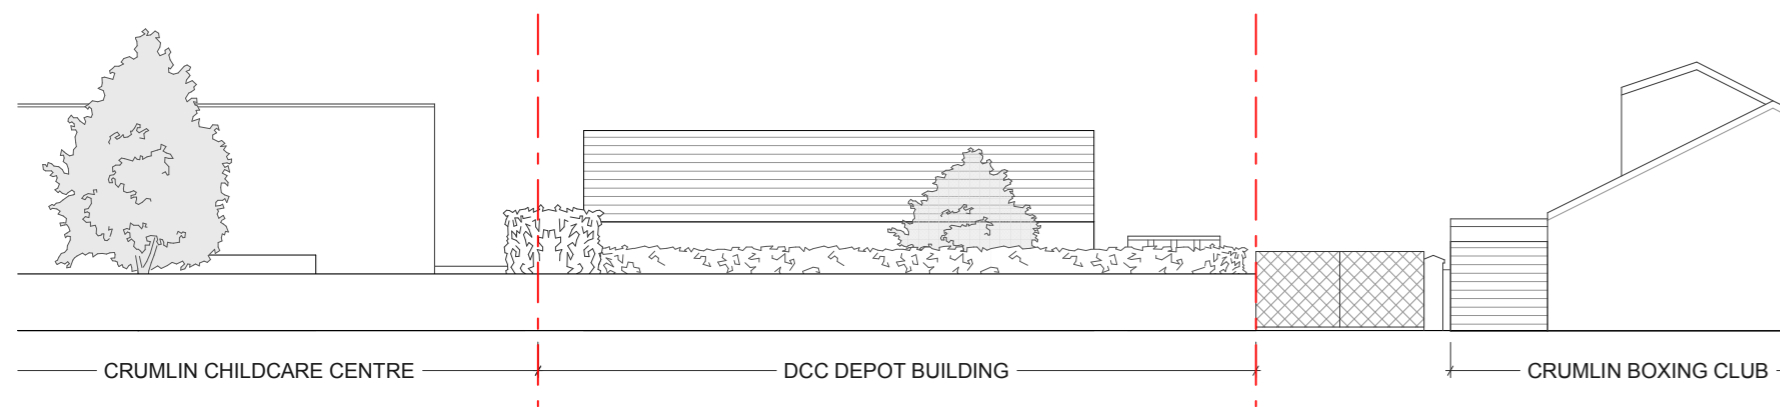 CRUMLIN CHILDCARE CENTRE
DCC DEPOT BUILDING
CRUMLIN BOXING CLUB